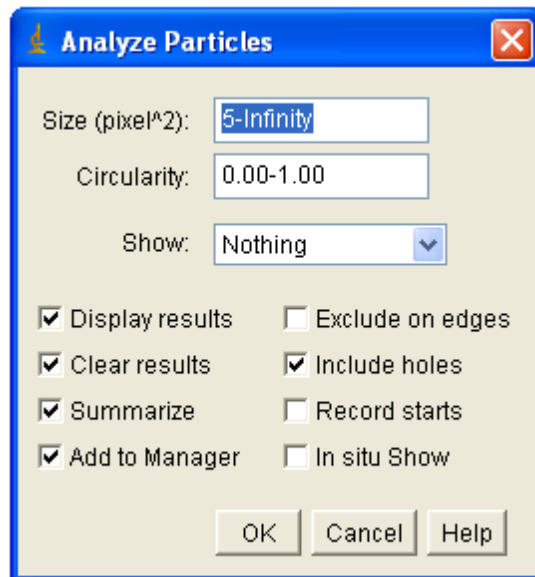 Analyze Particles
Size (pixel^2): 5-Infinity
Circularity: 0.00-1.00
Show: Nothing
Display results Exclude on edges
Clear results Include holes
Summarize Record starts
Add to Manager In situ Show
OK Cancel Help